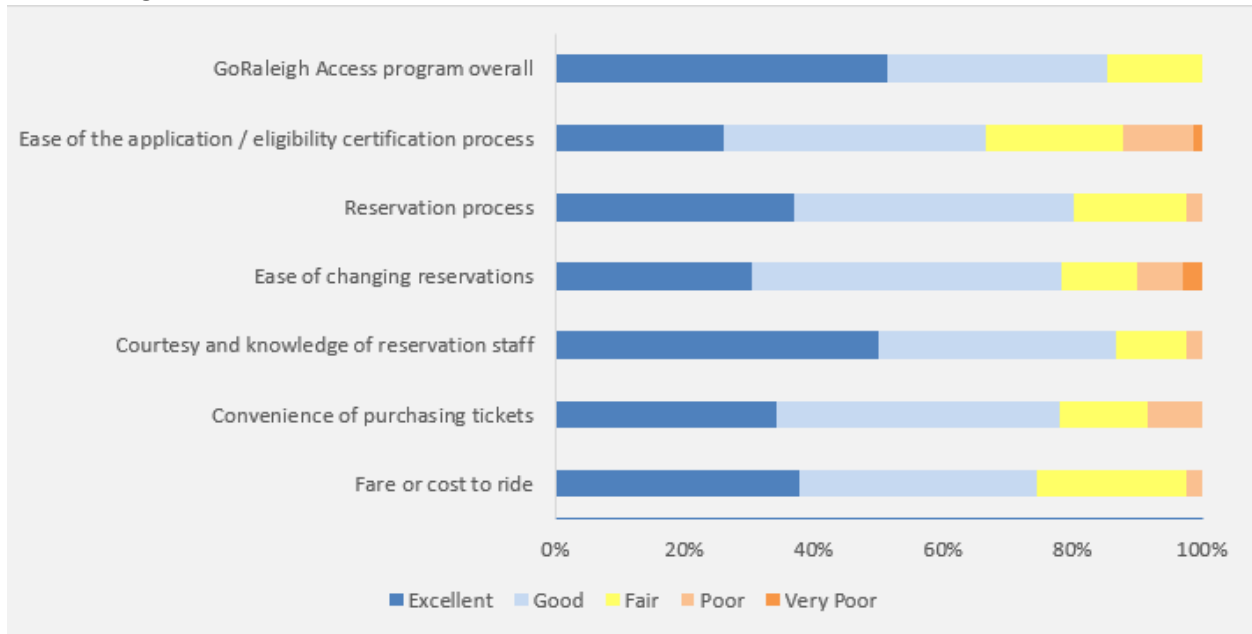 GoRaleigh Access program overall
Ease of the application / eligibility certification process
Reservation process
Ease of changing reservations
Courtesy and knowledge of reservation staff
Convenience of purchasing tickets
Fare or cost to ride
0% 20% 40% 60% 80% 100%
Excellent Good Fair Poor Very Poor